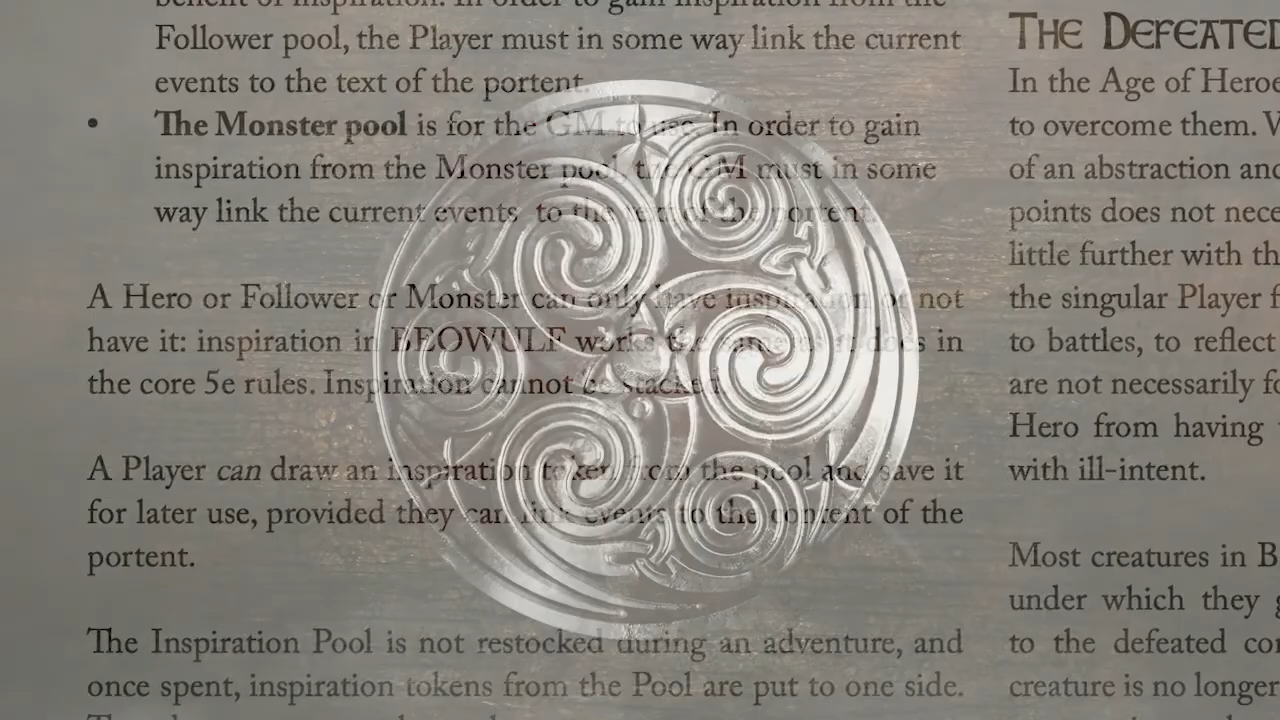 benefit of inspiration. In order to gain inspiration from the
Follower pool, the Player must in some way link the current
events to the text of the portent.
• The Monster pool is for the GM to use. In order to gain
inspiration from the Monster pool, the GM must in some
way link the current events to the text of the portent.
A Hero or Follower or Monster can only have inspiration or not
have it: inspiration in BEOWULF works the same as it does in
the core 5e rules. Inspiration cannot be stacked.
A Player can draw an inspiration token from the pool and save it
for later use, provided they can link events to the content of the
portent.
The Inspiration Pool is not restocked during an adventure, and
once spent, inspiration tokens from the Pool are put to one side.
THE DEFEATED
In the Age of Heroe
to overcome them. V
of an abstraction and
points does not nece
little further with th
the singular Player f
to battles, to reflect
are not necessarily fo
Hero from having
with ill-intent.
Most creatures in B
under which they g
to the defeated con
creature is no longer